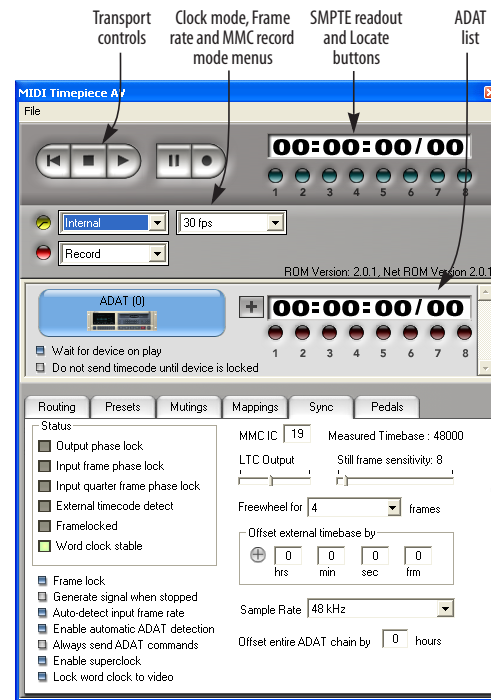 Transport
controls
Clock mode, Frame
rate and MMC record
mode menus
SMPTE readout
and Locate
buttons
ADAT
list
MIDI Timepiece AV
File
00:00:00/00
1 2 3 4 5 6 7 8
Internal
30 fps
Record
ROM Version: 2.0.1, Net ROM Version 2.0.1
ADAT (0)
00:00:00/00
1 2 3 4 5 6 7 8
Wait for device on play
Do not send timecode until device is locked
Routing Presets Mutings Mappings Sync Pedals
Status
Output phase lock
Input frame phase lock
Input quarter frame phase lock
External timecode detect
Framelocked
Word clock stable
Frame lock
Generate signal when stopped
Auto-detect input frame rate
Enable automatic ADAT detection
Always send ADAT commands
Enable superclock
Lock word clock to video
MMC IC 19 Measured Timebase : 48000
LTC Output Still frame sensitivity: 8
Freewheel for 4 frames
Offset external timebase by
0 0 0 0
hrs min sec frm
Sample Rate 48 kHz
Offset entire ADAT chain by 0 hours